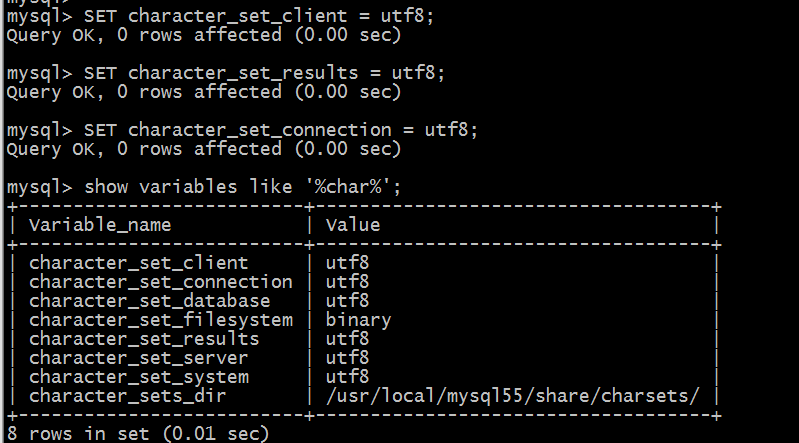 mysql>
mysql> SET character_set_client = utf8;
Query OK, 0 rows affected (0.00 sec)
mysql> SET character_set_results = utf8;
Query OK, 0 rows affected (0.00 sec)
mysql> SET character_set_connection = utf8;
Query OK, 0 rows affected (0.00 sec)
mysql> show variables like '%char%';
+--------------------------+-------------------------------------+
| Variable_name | Value |
+--------------------------+-------------------------------------+
| character_set_client | utf8 |
| character_set_connection | utf8 |
| character_set_database | utf8 |
| character_set_filesystem | binary |
| character_set_results | utf8 |
| character_set_server | utf8 |
| character_set_system | utf8 |
| character_sets_dir | /usr/local/mysql55/share/charsets/ |
+--------------------------+-------------------------------------+
8 rows in set (0.01 sec)